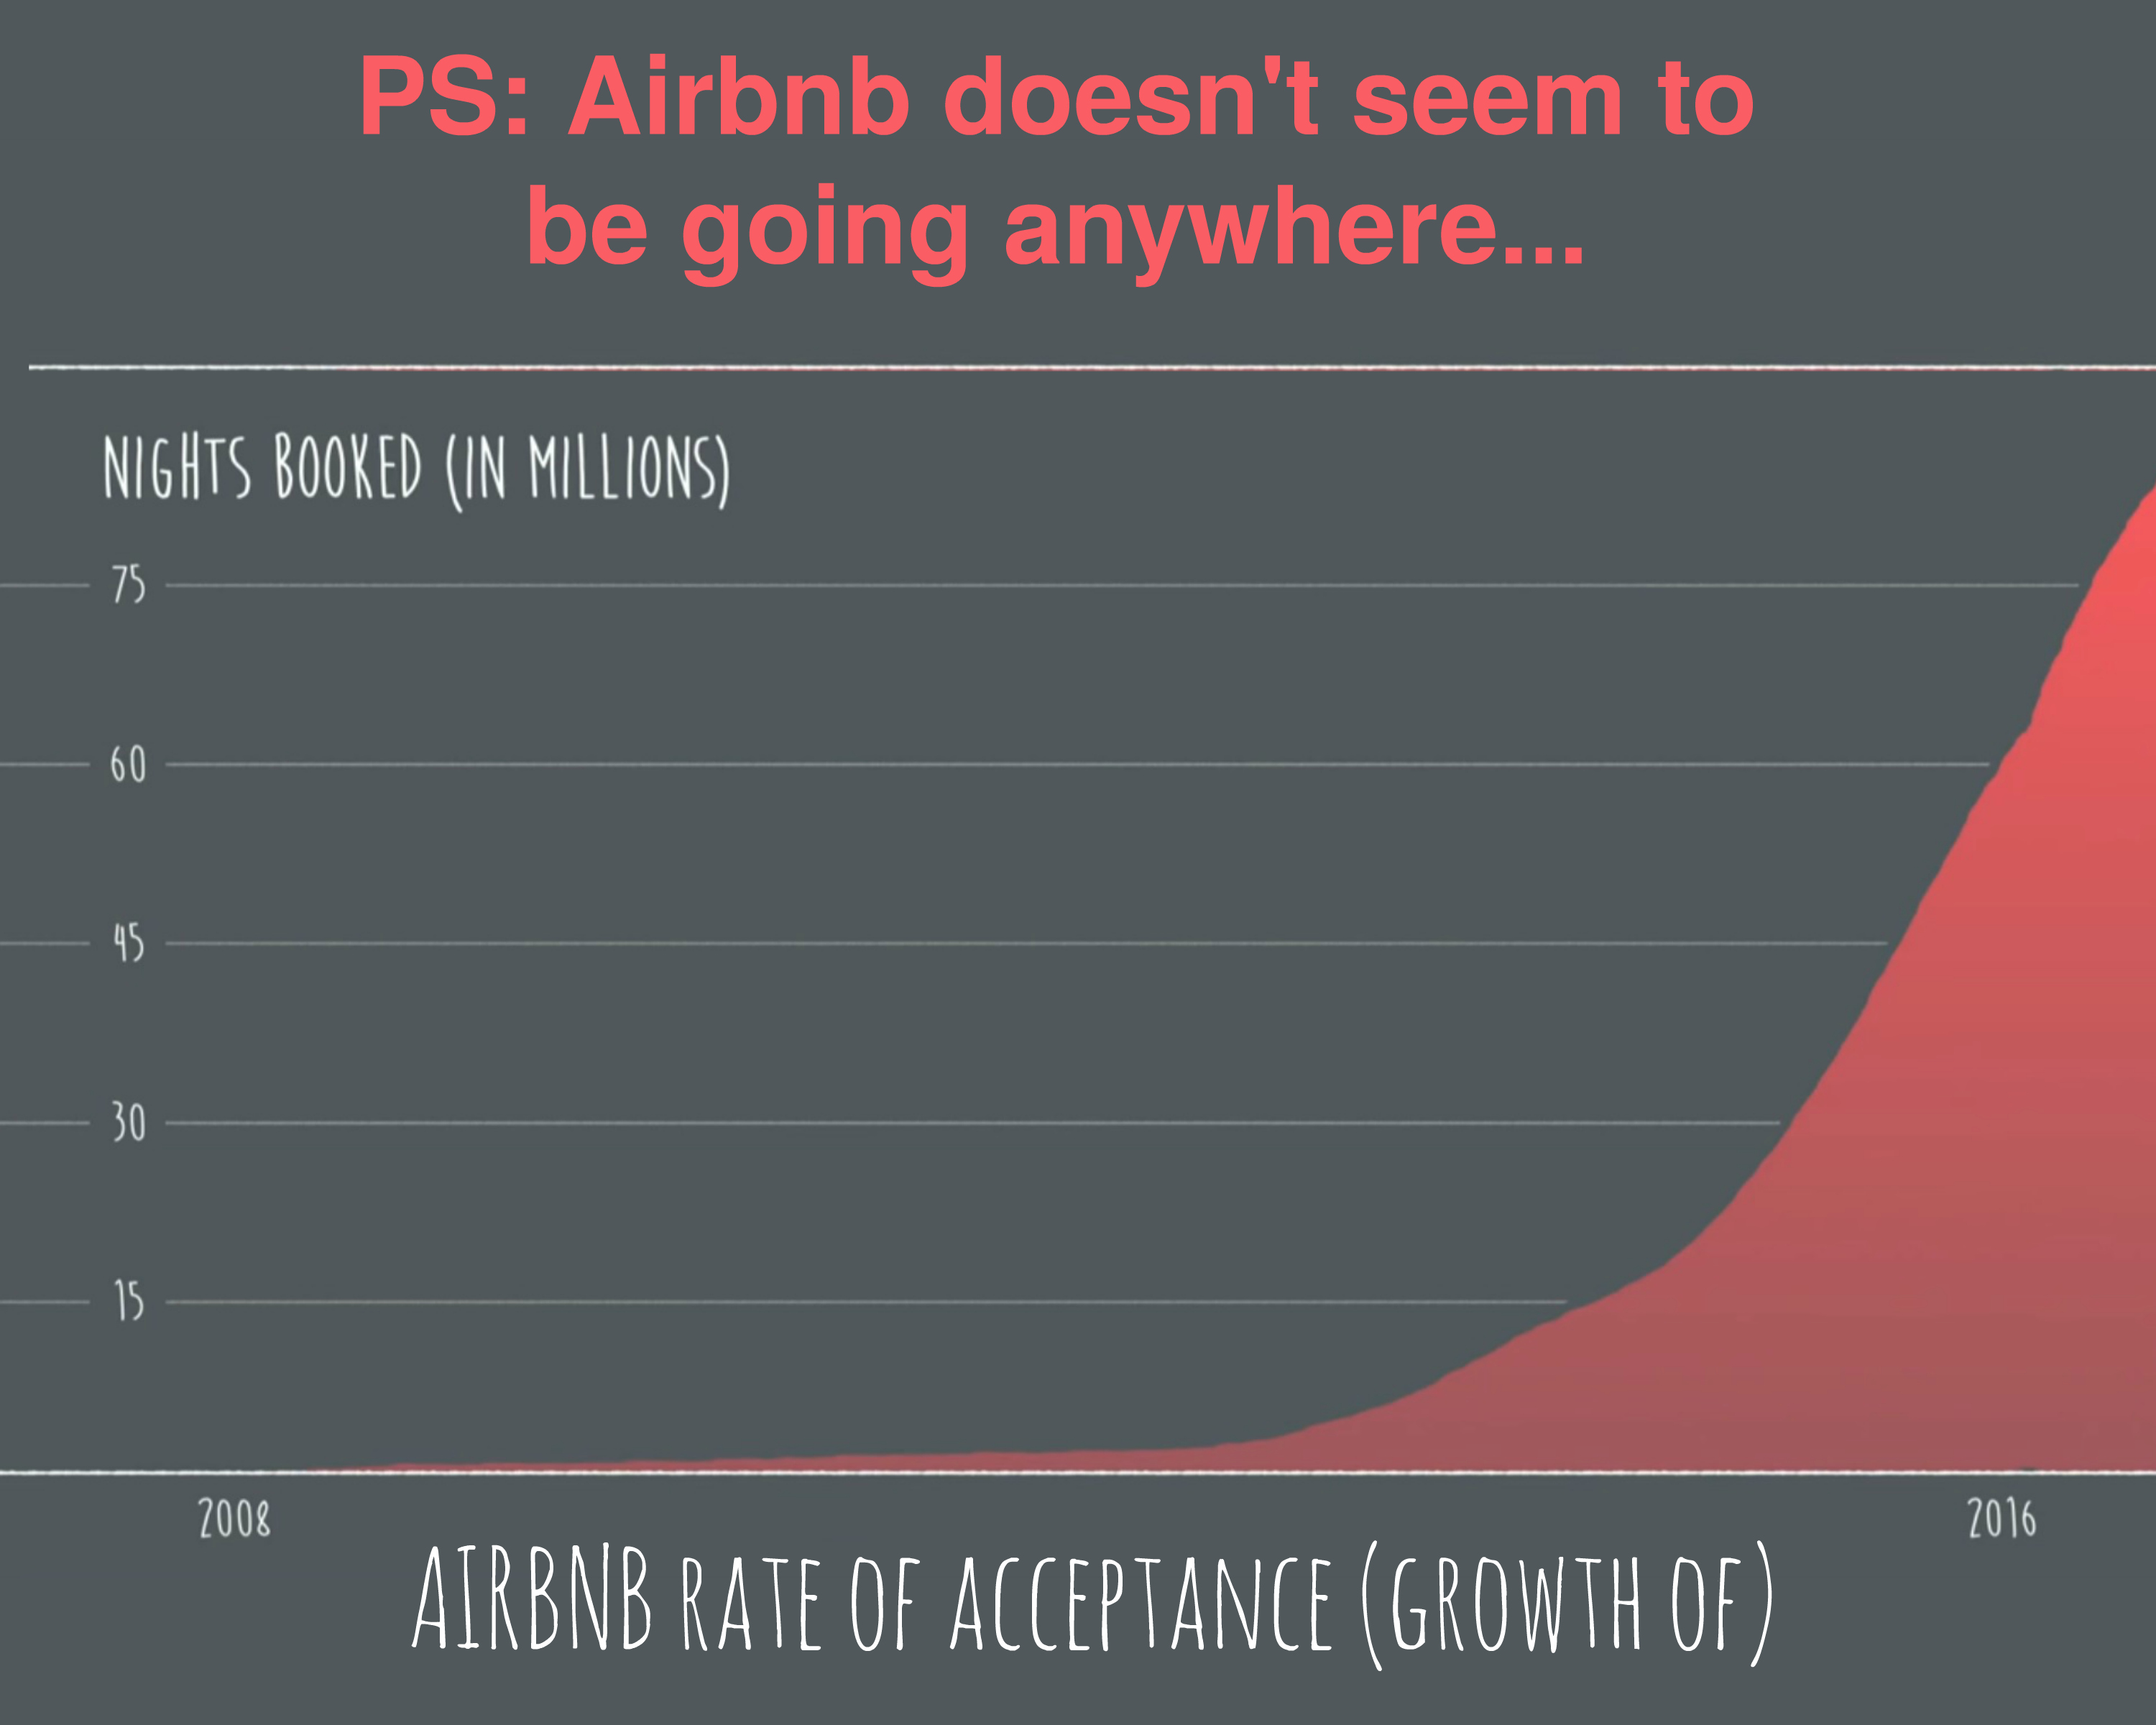 PS: Airbnb doesn't seem to
be going anywhere...
NIGHTS BOOKED (IN MILLIONS)
75
60
45
30
15
2008
2016
AIRBNB RATE OF ACCEPTANCE (GROWTH OF)